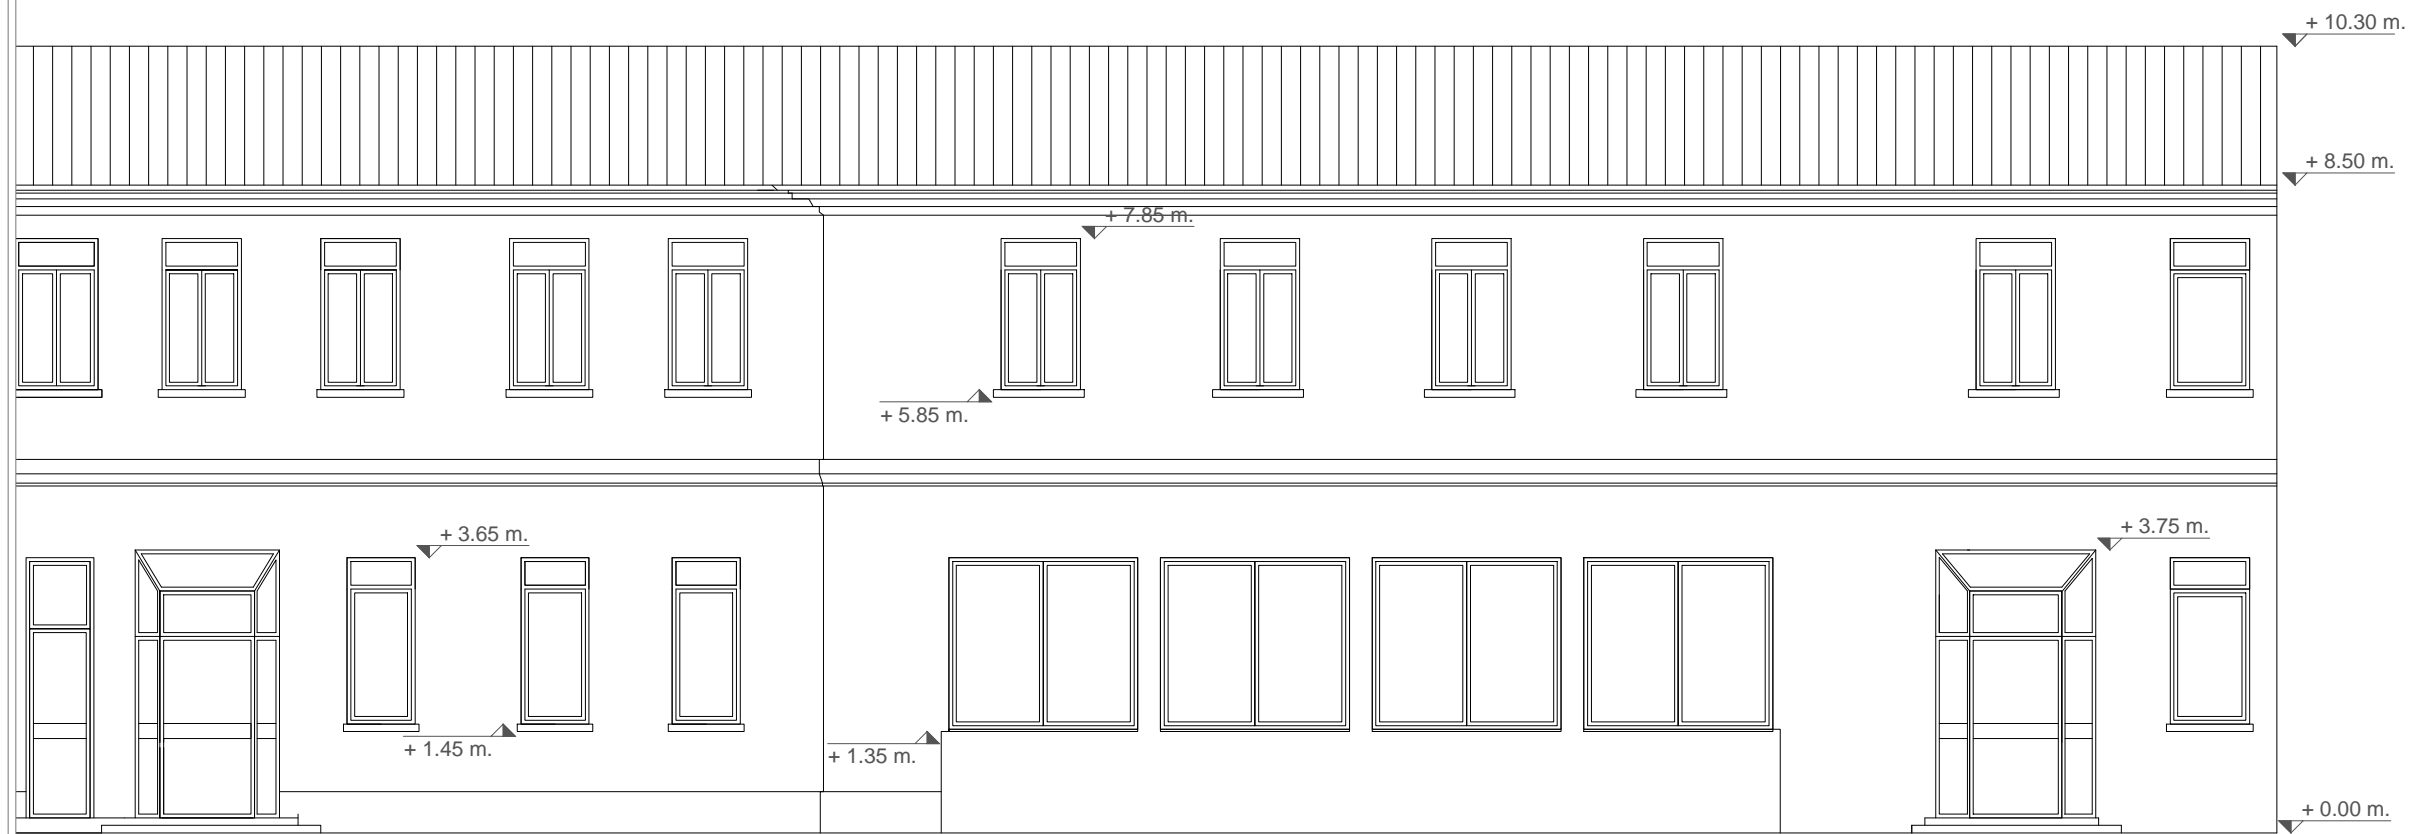 + 10.30 m.
+ 8.50 m.
+ 7.85 m.
+ 5.85 m.
+ 3.65 m.
+ 3.75 m.
+ 1.45 m.
+ 1.35 m.
+ 0.00 m.